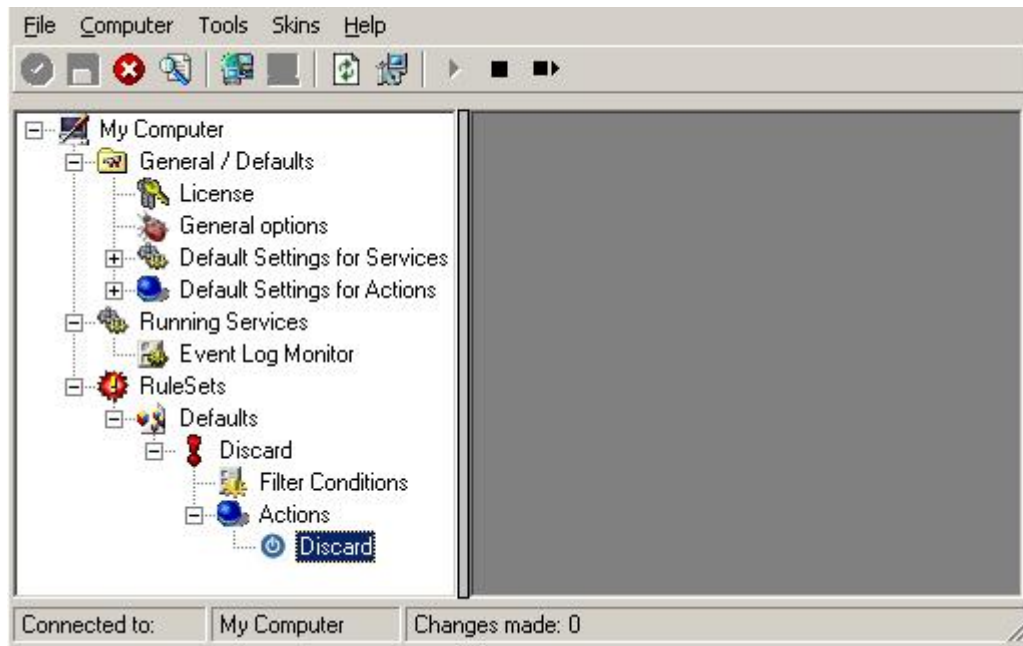 File Computer Tools Skins Help
My Computer
General / Defaults
License
General options
Default Settings for Services
Default Settings for Actions
Running Services
Event Log Monitor
RuleSets
Defaults
Discard
Filter Conditions
Actions
Discard
Connected to: My Computer Changes made: 0